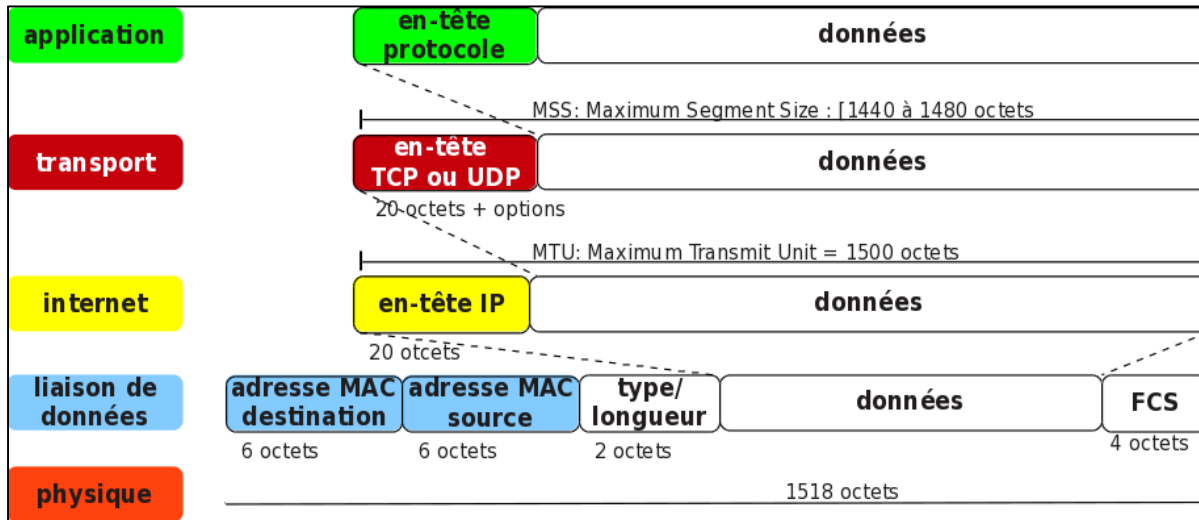 application
en-tête
protocole
données
MSS: Maximum Segment Size : [1440 à 1480 octets
transport
en-tête
TCP ou UDP
données
20 octets + options
MTU: Maximum Transmit Unit = 1500 octets
internet
en-tête IP
données
20 otcets
liaison de
données
adresse MAC
destination
adresse MAC
source
type/
longueur
données
FCS
6 octets
6 octets
2 octets
4 octets
physique
1518 octets